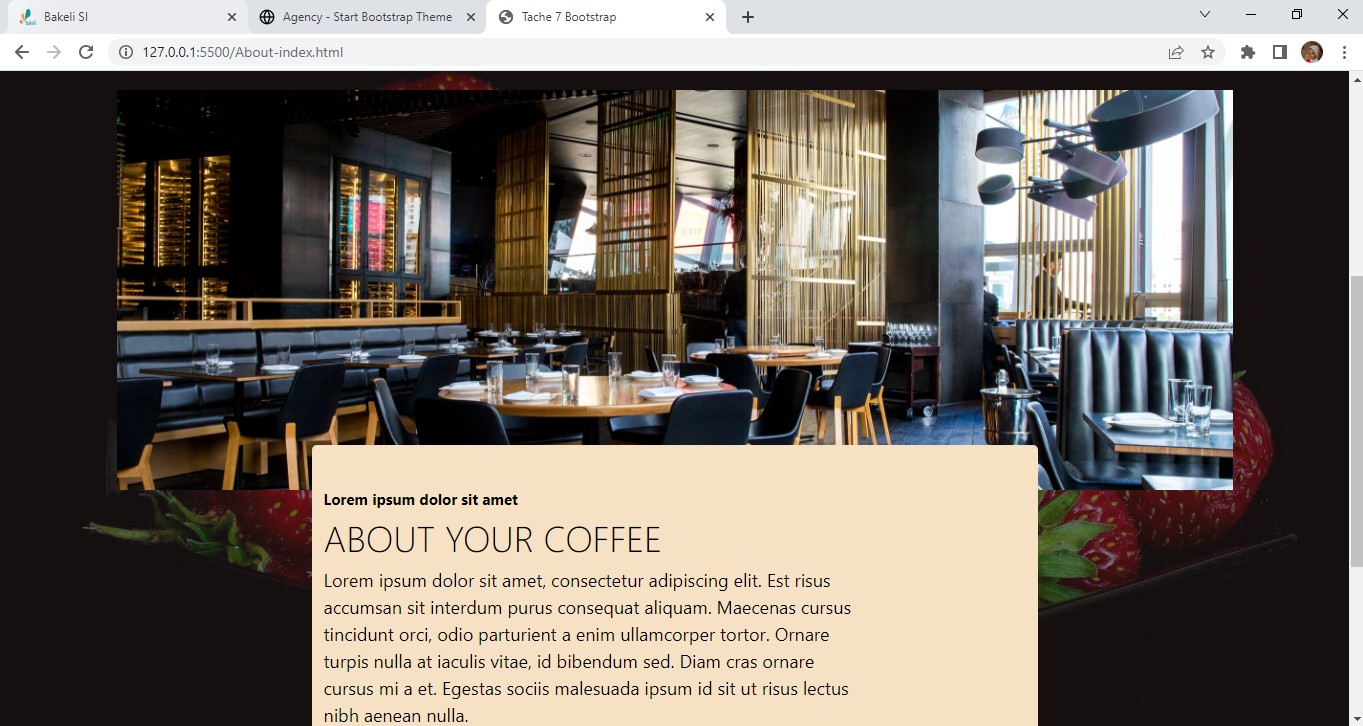 Bakeli SI
Agency - Start Bootstrap Theme
Tache 7 Bootstrap
127.0.0.1:5500/About-index.html
Lorem ipsum dolor sit amet
ABOUT YOUR COFFEE
Lorem ipsum dolor sit amet, consectetur adipiscing elit. Est risus
accumsan sit interdum purus consequat aliquam. Maecenas cursus
tincidunt orci, odio parturient a enim ullamcorper tortor. Ornare
turpis nulla at iaculis vitae, id bibendum sed. Diam cras ornare
cursus mi a et. Egestas sociis malesuada ipsum id sit ut risus lectus
nibh aenean nulla.